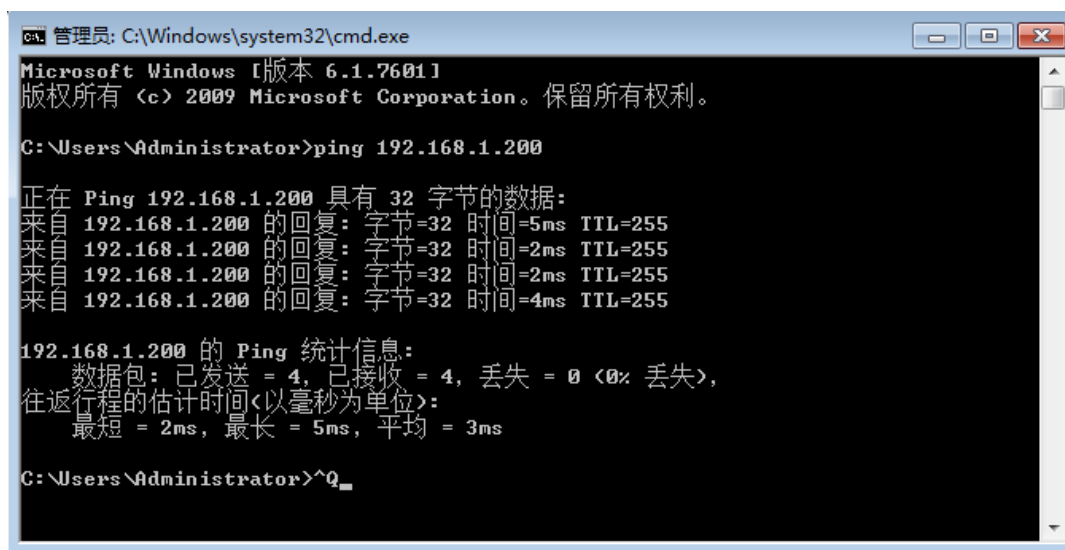 管理员: C:\Windows\system32\cmd.exe
Microsoft Windows [版本 6.1.7601]
版权所有 (c) 2009 Microsoft Corporation。保留所有权利。
C:\Users\Administrator>ping 192.168.1.200
正在 Ping 192.168.1.200 具有 32 字节的数据:
来自 192.168.1.200 的回复: 字节=32 时间=5ms TTL=255
来自 192.168.1.200 的回复: 字节=32 时间=2ms TTL=255
来自 192.168.1.200 的回复: 字节=32 时间=2ms TTL=255
来自 192.168.1.200 的回复: 字节=32 时间=4ms TTL=255
192.168.1.200 的 Ping 统计信息:
    数据包: 已发送 = 4, 已接收 = 4, 丢失 = 0 (0% 丢失),
往返行程的估计时间(以毫秒为单位):
    最短 = 2ms, 最长 = 5ms, 平均 = 3ms
C:\Users\Administrator>^Q_